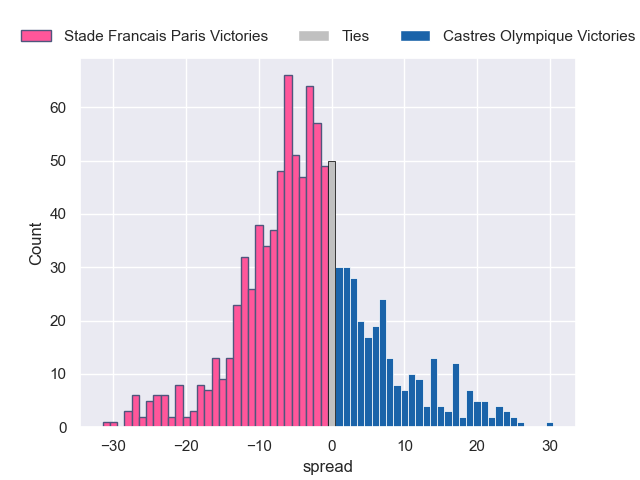 Stade Francais Paris Victories Ties Castres Olympique Victories
60
50
40
30
20
10
0
Count
−30 −20 −10 0 10 20 30
spread